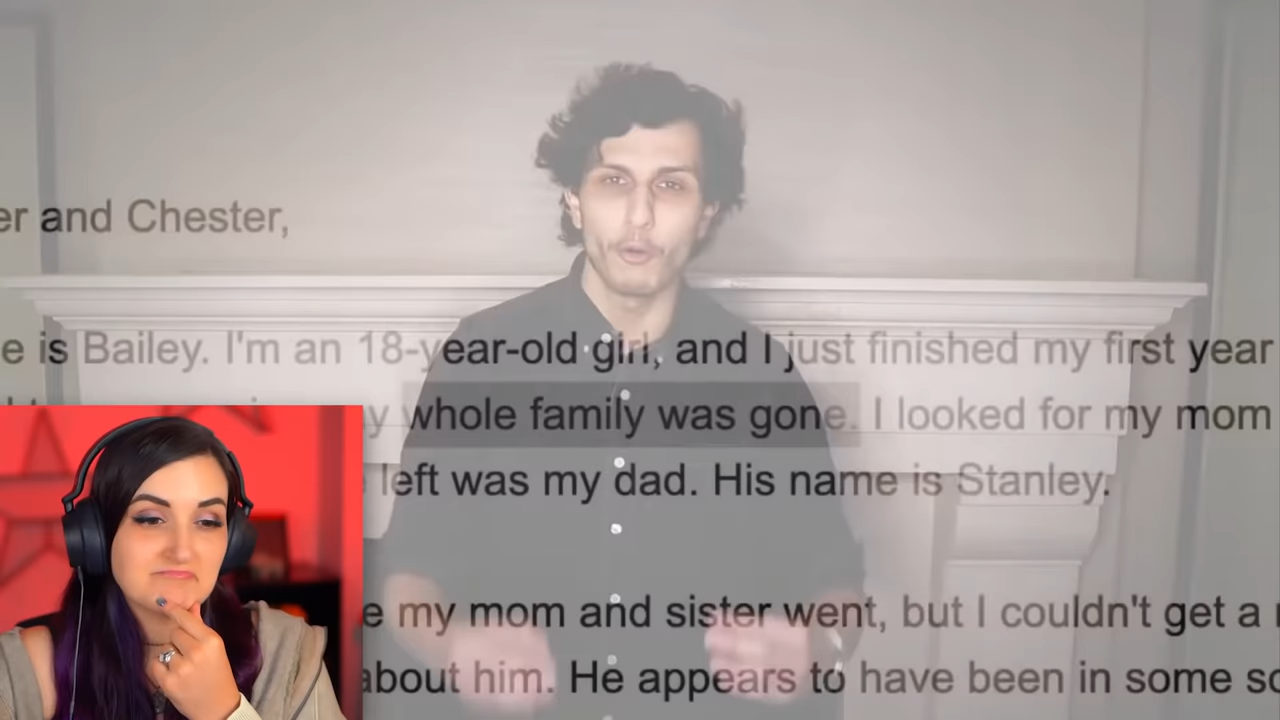 er and Chester,
e is Bailey. I'm an 18-year-old girl, and I just finished my first year
whole family was gone. I looked for my mom
left was my dad. His name is Stanley.
e my mom and sister went, but I couldn't get a
about him. He appears to have been in some so